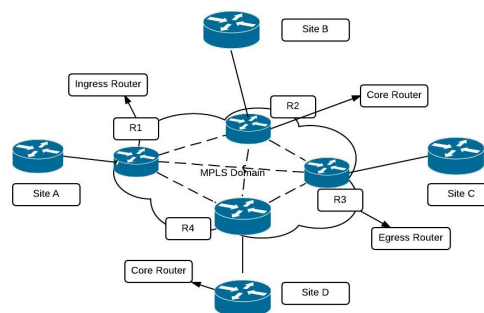 Site B
Ingress Router
R2
Core Router
R1
MPLS Domain
Site A
Site C
R3
R4
Egress Router
Core Router
Site D